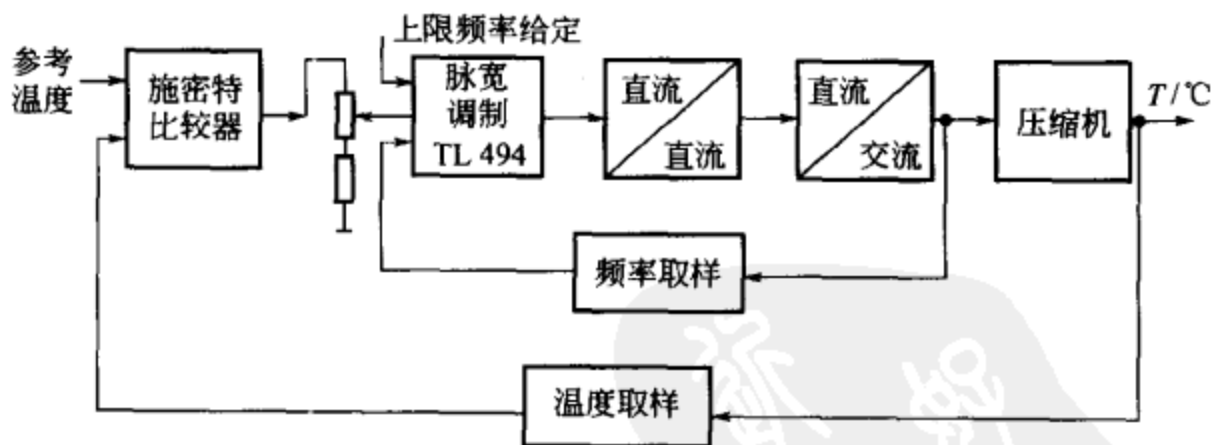 上限频率给定
参考
温度
施密特
比较器
脉宽
调制
TL 494
直流
直流
直流
交流
压缩机
T/℃
频率取样
温度取样